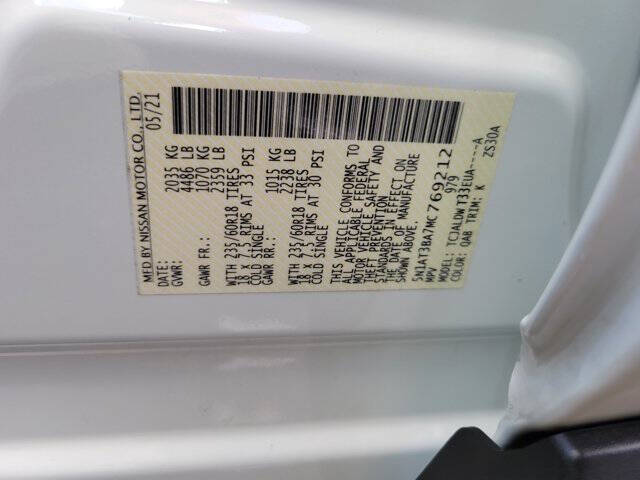 MFD BY NISSAN MOTOR CO., LTD.
DATE: 05/21
GVWR: 2035 KG
4486 LB
GAWR FR.: 1070 KG
2359 LB
WITH 235/60R18 TIRES
18 x 7.5 RIMS AT 33 PSI
COLD SINGLE
GAWR RR.: 1015 KG
2238 LB
WITH 235/60R18 TIRES
18 x 7.5 RIMS AT 30 PSI
COLD SINGLE
THIS VEHICLE CONFORMS TO
ALL APPLICABLE FEDERAL
MOTOR VEHICLE SAFETY AND
THEFT PREVENTION
STANDARDS IN EFFECT ON
THE DATE OF MANUFACTURE
SHOWN ABOVE.
5N1AT3BA7MC769212
MPV 979
MODEL: TCJALDWT33EUA----A
COLOR: QAB TRIM: K ZS30A